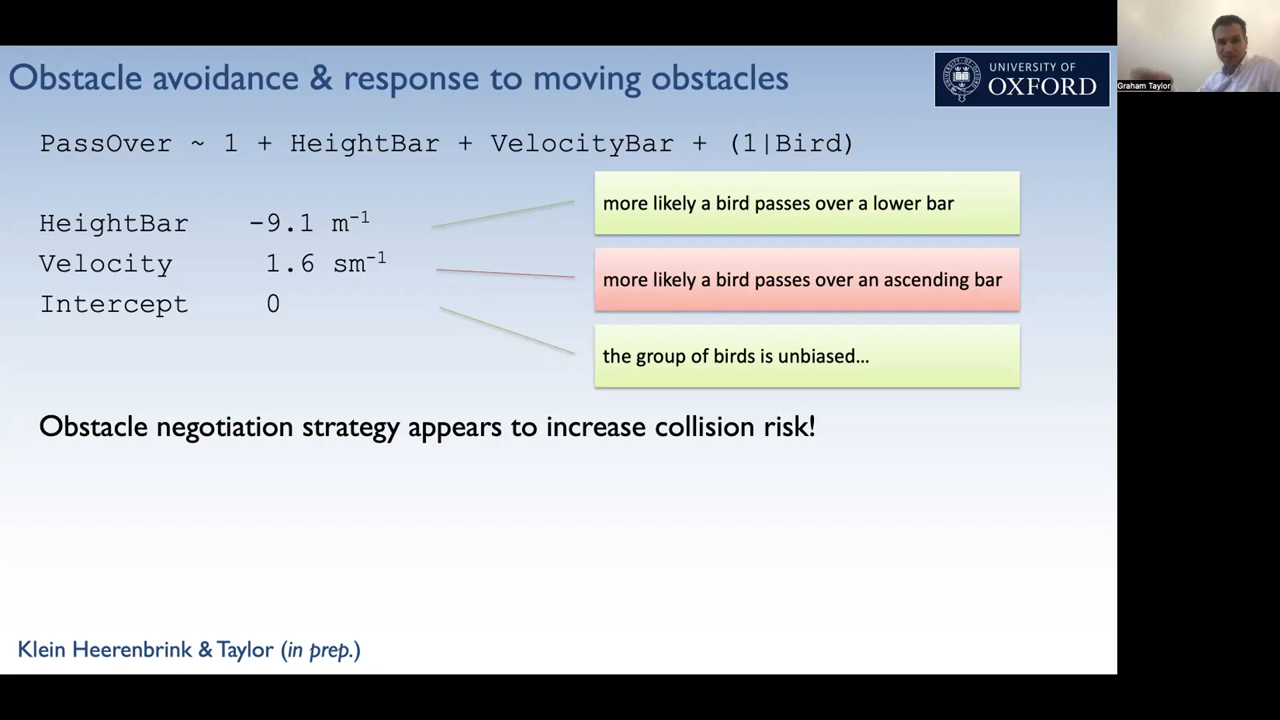 Obstacle avoidance & response to moving obstacles
UNIVERSITY OF
OXFORD
Graham Taylor
PassOver ~ 1 + HeightBar + VelocityBar + (1|Bird)
HeightBar -9.1 m⁻¹
more likely a bird passes over a lower bar
Velocity 1.6 sm⁻¹
more likely a bird passes over an ascending bar
Intercept 0
the group of birds is unbiased...
Obstacle negotiation strategy appears to increase collision risk!
Klein Heerenbrink & Taylor (in prep.)